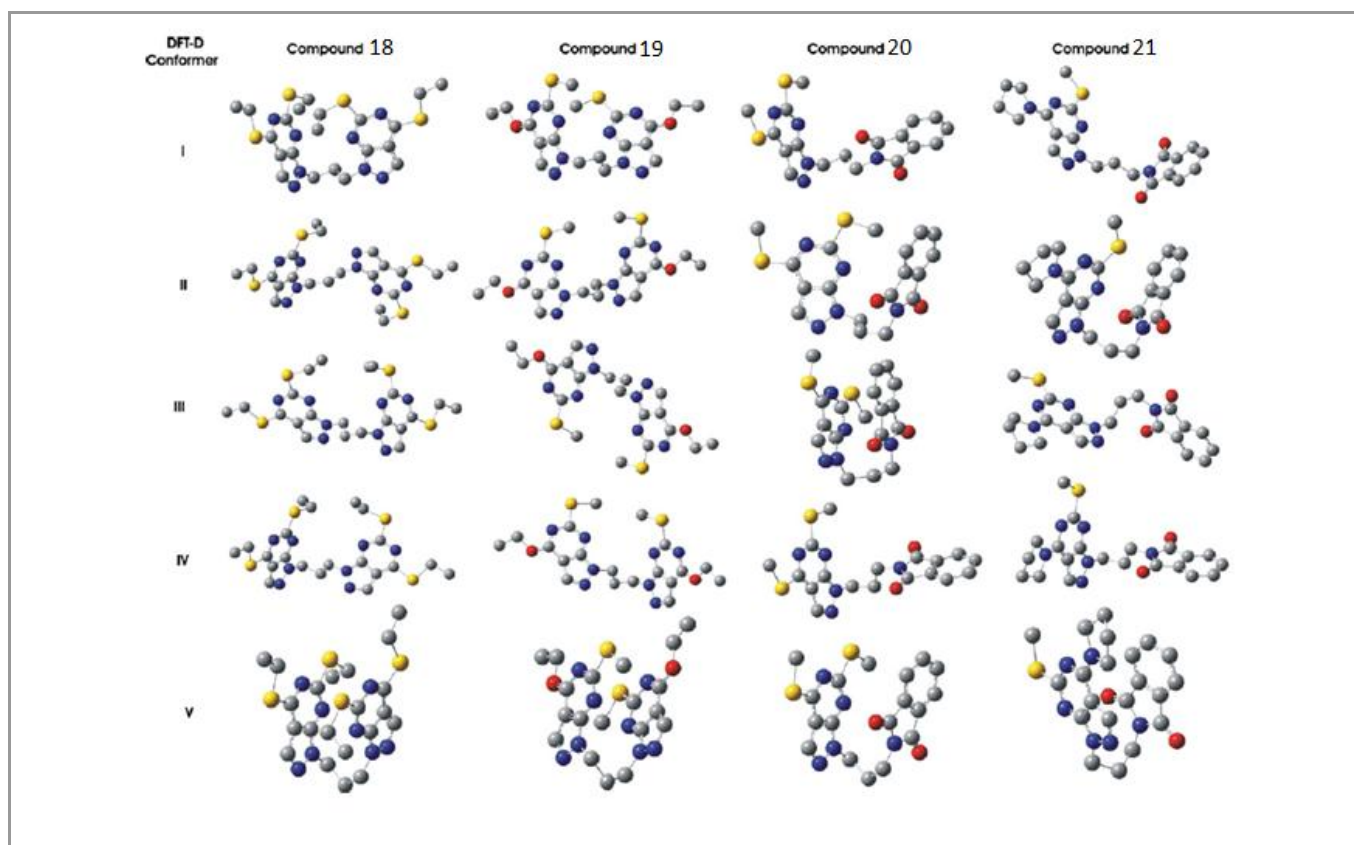 DFT-D
Conformer
Compound 18
Compound 19
Compound 20
Compound 21
I
II
III
IV
V